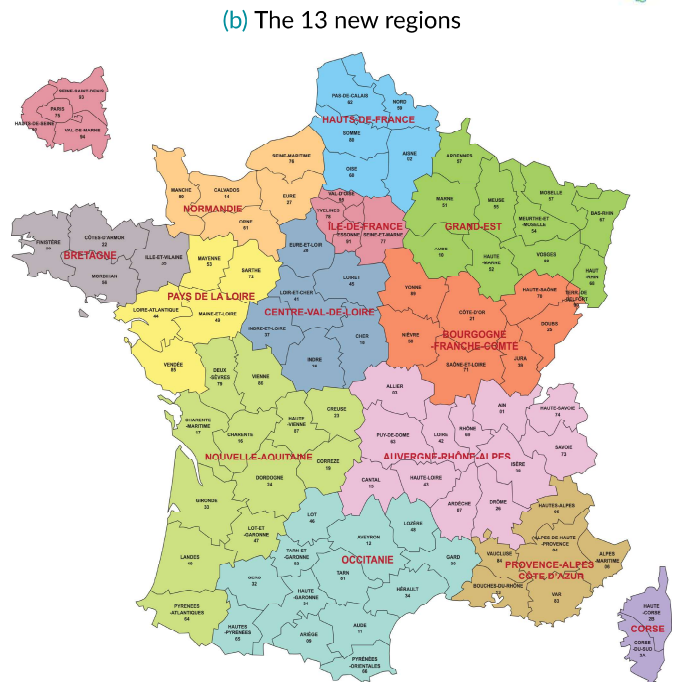 (b) The 13 new regions
SEINE-SAINT-DENIS
93
PARIS
75
HAUTS-DE-SEINE
VAL-DE-MARNE
94
PAS-DE-CALAIS
62
NORD
59
HAUTS-DE-FRANCE
SOMME
80
AISNE
02
OISE
60
SEINE-MARITIME
76
MANCHE
50
CALVADOS
14
EURE
27
NORMANDIE
ORNE
61
VAL-D'OISE
95
YVELINES
78
ÎLE-DE-FRANCE
ESSONNE
91
SEINE-ET-MARNE
77
ARDENNES
MARNE
51
MEUSE
55
MOSELLE
57
BAS-RHIN
67
MEURTHE-ET
-MOSELLE
54
GRAND-EST
AUBE
10
HAUTE
-MARNE
52
VOSGES
HAUT
-RHIN
68
FINISTÈRE
CÔTES-D'ARMOR
22
BRETAGNE
ILLE-ET-VILAINE
35
MORBIHAN
56
MAYENNE
53
SARTHE
72
PAYS DE LA LOIRE
LOIRE-ATLANTIQUE
44
MAINE-ET-LOIRE
49
VENDÉE
85
EURE-ET-LOIR
28
LOIRET
45
LOIR-ET-CHER
41
CENTRE-VAL-DE-LOIRE
INDRE-ET-LOIRE
37
CHER
18
INDRE
36
YONNE
89
CÔTE-D'OR
21
HAUTE-SAÔNE
70
TERR.-DE
-BELFORT
90
NIÈVRE
58
BOURGOGNE
-FRANCHE-COMTE
DOUBS
25
SAÔNE-ET-LOIRE
71
JURA
39
DEUX
-SÈVRES
79
VIENNE
86
CREUSE
23
HAUTE
-VIENNE
87
CHARENTE
-MARITIME
17
CHARENTE
16
NOUVELLE-AQUITAINE
CORREZE
19
DORDOGNE
24
GIRONDE
33
LOT-ET
-GARONNE
47
LANDES
40
PYRENEES
-ATLANTIQUES
64
ALLIER
03
AIN
01
HAUTE-SAVOIE
74
PUY-DE-DOME
63
LOIRE
42
RHÔNE
69
SAVOIE
73
AUVERGNE-RHÔNE-ALPES
ISÈRE
38
CANTAL
15
HAUTE-LOIRE
43
ARDÈCHE
07
DRÔME
26
LOT
46
AVEYRON
12
LOZÈRE
48
GARD
30
TARN-ET
-GARONNE
82
OCCITANIE
TARN
81
GERS
32
HAUTE
-GARONNE
31
HÉRAULT
34
HAUTES
-PYRENEES
65
ARIÈGE
09
AUDE
11
PYRÉNÉES
-ORIENTALES
66
HAUTES-ALPES
ALPES DE HAUTE
-PROVENCE
04
VAUCLUSE
84
ALPES
-MARITIME
06
PROVENCE-ALPES
CÔTE D'AZUR
BOUCHES-DU-RHÔNE
13
VAR
83
HAUTE
-CORSE
2B
CORSE
CORSE
-DU-SUD
2A